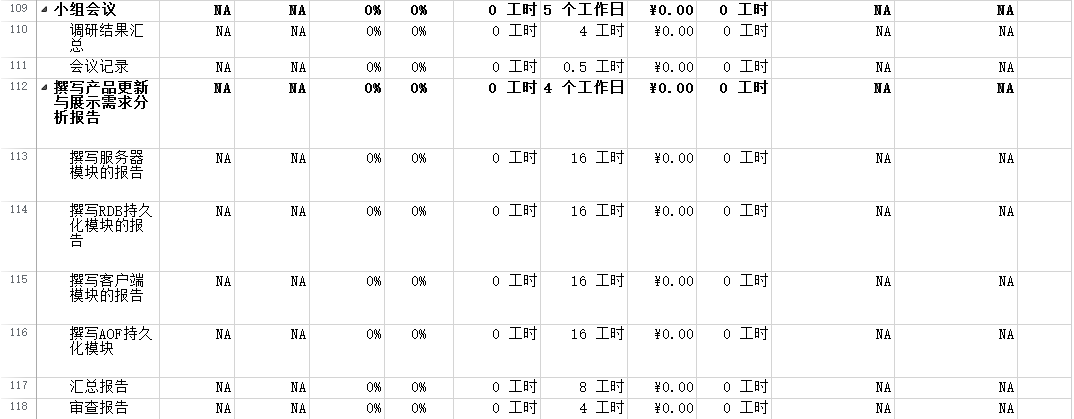 109 小组会议 NA NA 0% 0% 0 工时 5 个工作日 ¥0.00 0 工时 NA NA
110 调研结果汇 NA NA 0% 0% 0 工时 4 工时 ¥0.00 0 工时 NA NA
总
111 会议记录 NA NA 0% 0% 0 工时 0.5 工时 ¥0.00 0 工时 NA NA
112 撰写产品更新 NA NA 0% 0% 0 工时 4 个工作日 ¥0.00 0 工时 NA NA
与展示需求分
析报告
113 撰写服务器 NA NA 0% 0% 0 工时 16 工时 ¥0.00 0 工时 NA NA
模块的报告
114 撰写RDB持久 NA NA 0% 0% 0 工时 16 工时 ¥0.00 0 工时 NA NA
化模块的报
告
115 撰写客户端 NA NA 0% 0% 0 工时 16 工时 ¥0.00 0 工时 NA NA
模块的报告
116 撰写AOF持久 NA NA 0% 0% 0 工时 16 工时 ¥0.00 0 工时 NA NA
化模块
117 汇总报告 NA NA 0% 0% 0 工时 8 工时 ¥0.00 0 工时 NA NA
118 审查报告 NA NA 0% 0% 0 工时 4 工时 ¥0.00 0 工时 NA NA